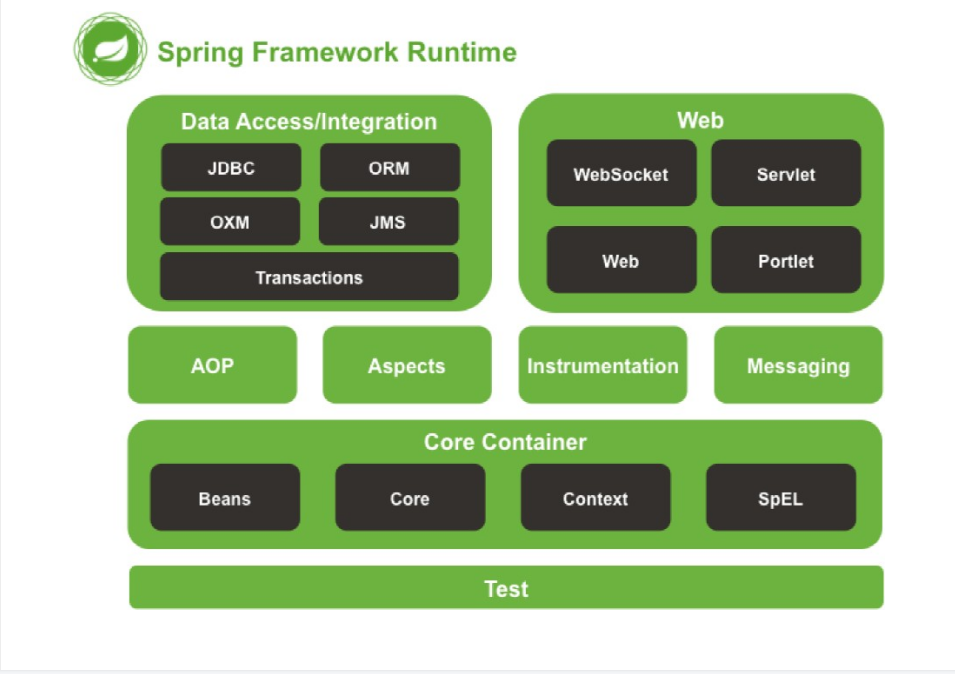 Spring Framework Runtime
Data Access/Integration
JDBC
ORM
OXM
JMS
Transactions
Web
WebSocket
Servlet
Web
Portlet
AOP
Aspects
Instrumentation
Messaging
Core Container
Beans
Core
Context
SpEL
Test